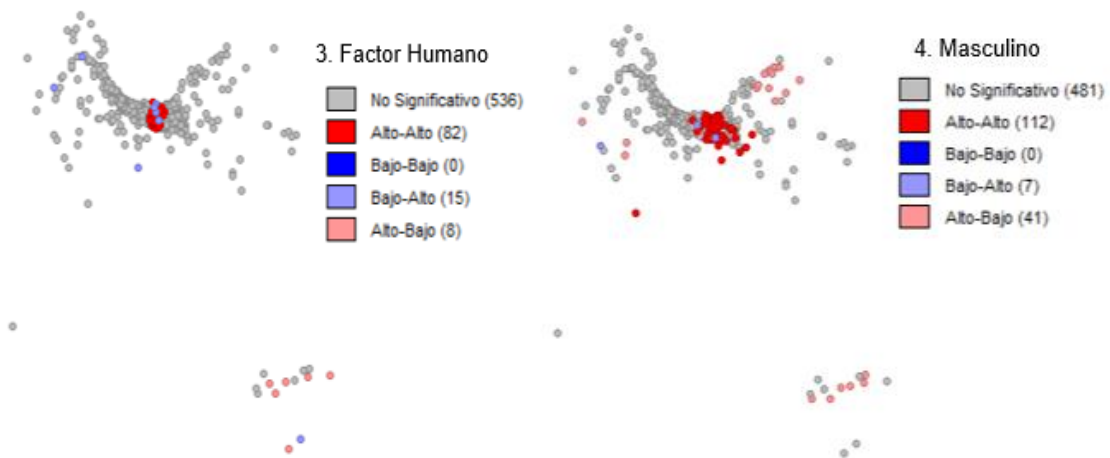 3. Factor Humano
No Significativo (536)
Alto-Alto (82)
Bajo-Bajo (0)
Bajo-Alto (15)
Alto-Bajo (8)
4. Masculino
No Significativo (481)
Alto-Alto (112)
Bajo-Bajo (0)
Bajo-Alto (7)
Alto-Bajo (41)